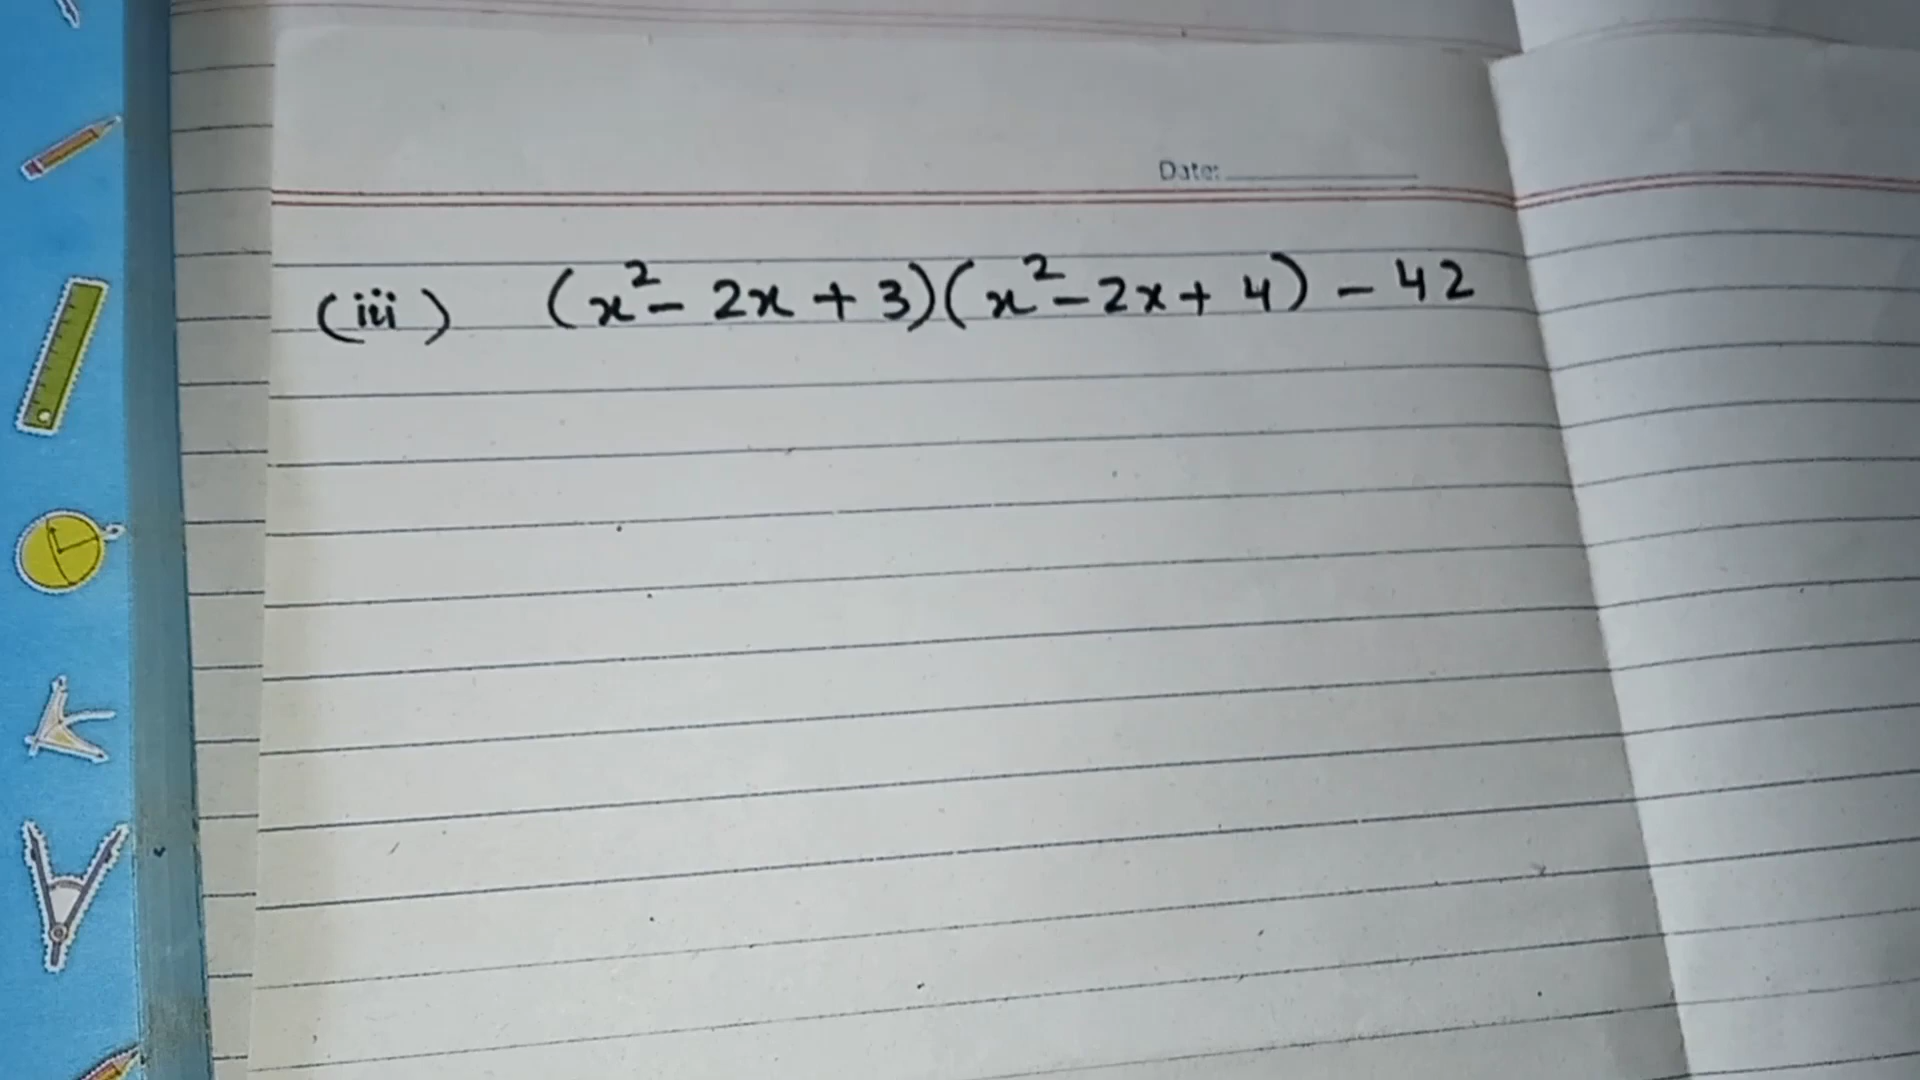 Date:
(iii) (x²- 2x + 3)(x²-2x+ 4) - 42